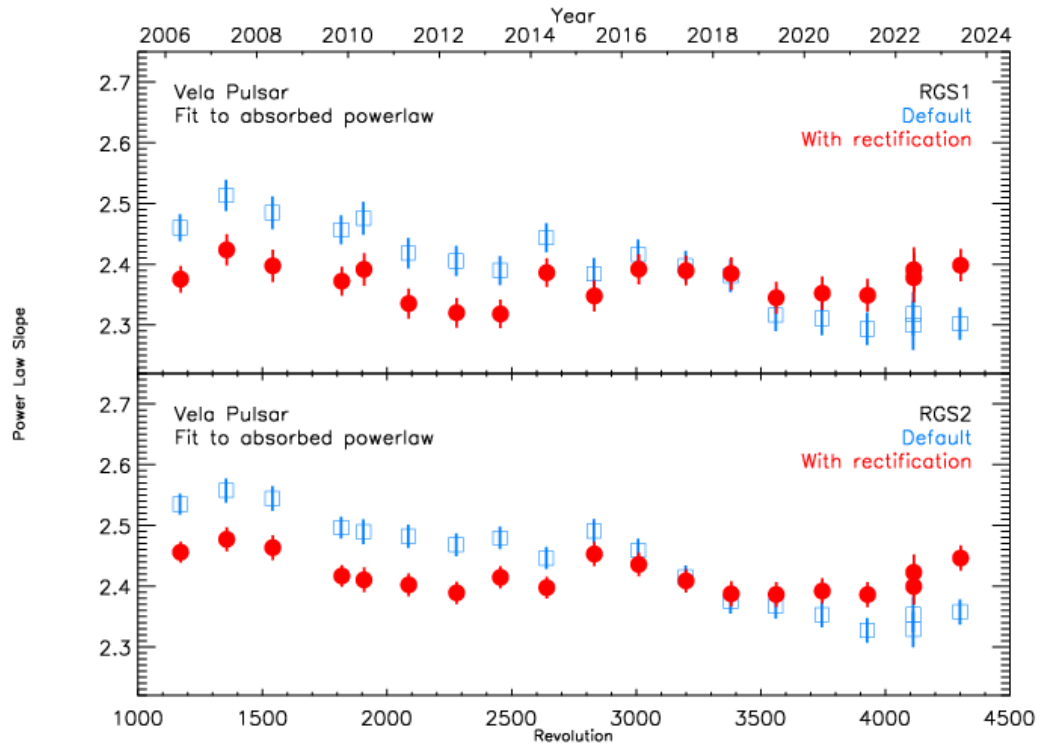 Year
2006 2008 2010 2012 2014 2016 2018 2020 2022 2024
Vela Pulsar
Fit to absorbed powerlaw
RGS1
Default
With rectification
2.7
2.6
2.5
2.4
2.3
Power Law Slope
Vela Pulsar
Fit to absorbed powerlaw
RGS2
Default
With rectification
2.7
2.6
2.5
2.4
2.3
1000 1500 2000 2500 3000 3500 4000 4500
Revolution